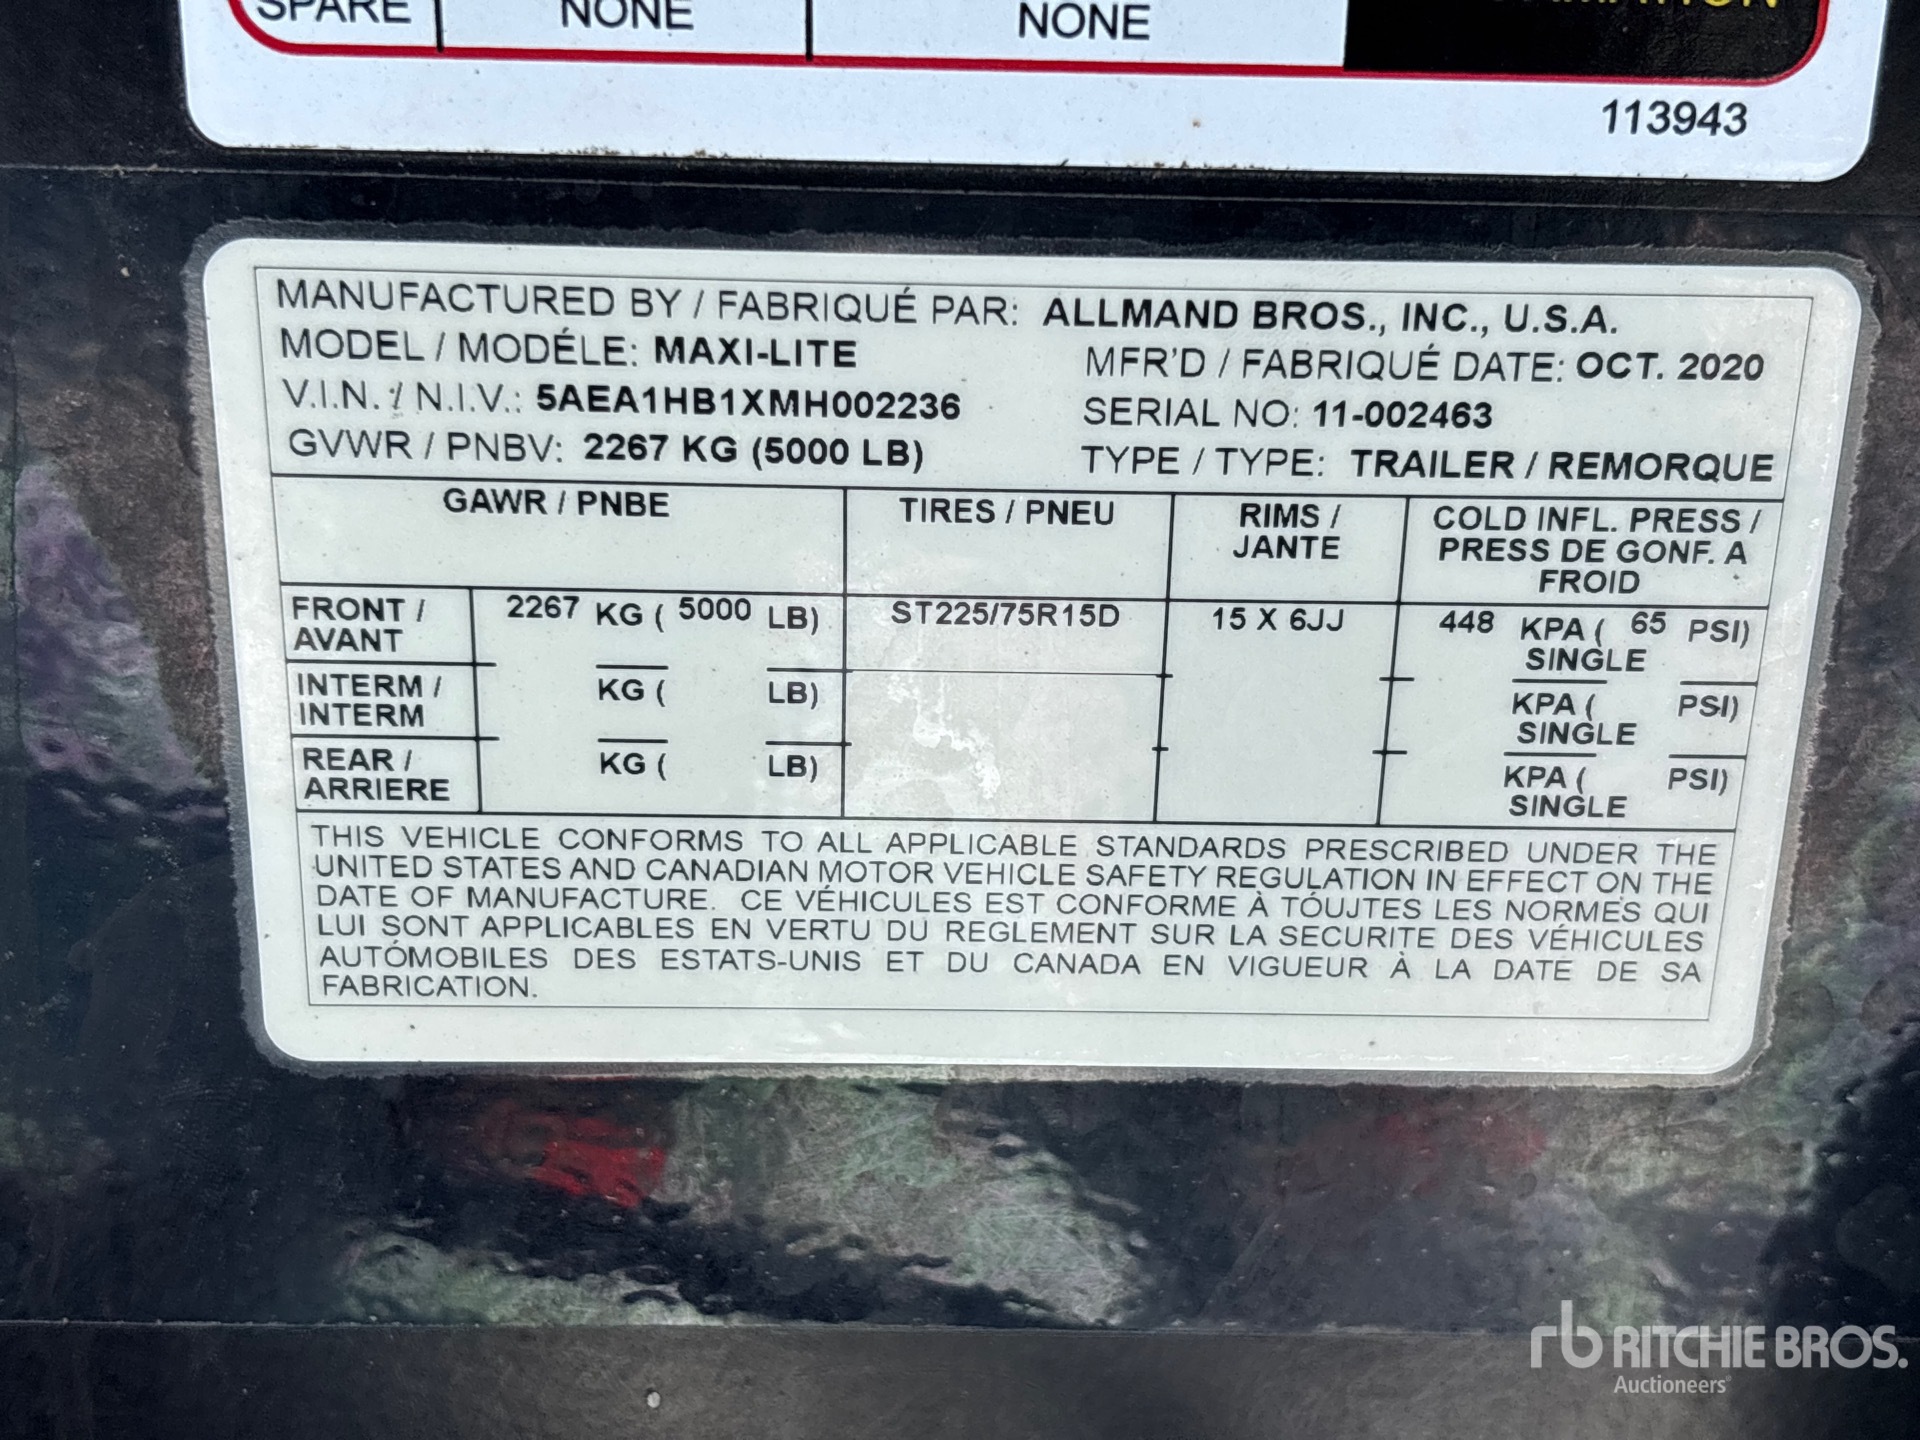 SPARE NONE NONE
113943
MANUFACTURED BY / FABRIQUÉ PAR: ALLMAND BROS., INC., U.S.A.
MODEL / MODÉLE: MAXI-LITE MFR'D / FABRIQUÉ DATE: OCT. 2020
V.I.N. / N.I.V.: 5AEA1HB1XMH002236 SERIAL NO: 11-002463
GVWR / PNBV: 2267 KG (5000 LB) TYPE / TYPE: TRAILER / REMORQUE
GAWR / PNBE TIRES / PNEU RIMS / JANTE COLD INFL. PRESS / PRESS DE GONF. A FROID
FRONT / AVANT 2267 KG ( 5000 LB) ST225/75R15D 15 X 6JJ 448 KPA ( 65 PSI) SINGLE
INTERM / INTERM KG ( LB) KPA ( PSI) SINGLE
REAR / ARRIERE KG ( LB) KPA ( PSI) SINGLE
THIS VEHICLE CONFORMS TO ALL APPLICABLE STANDARDS PRESCRIBED UNDER THE
UNITED STATES AND CANADIAN MOTOR VEHICLE SAFETY REGULATION IN EFFECT ON THE
DATE OF MANUFACTURE. CE VÉHICULES EST CONFORME À TÓUJTES LES NORMES QUI
LUI SONT APPLICABLES EN VERTU DU REGLEMENT SUR LA SECURITE DES VÉHICULES
AUTÓMOBILES DES ESTATS-UNIS ET DU CANADA EN VIGUEUR À LA DATE DE SA
FABRICATION.
rb RITCHIE BROS.
Auctioneers